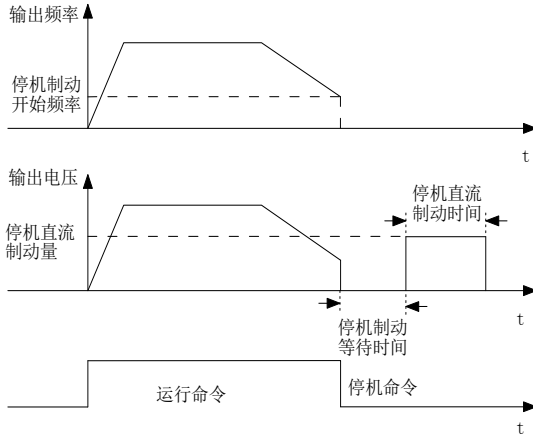 输出频率
停机制动
开始频率
t
输出电压
停机直流
制动时间
停机直流
制动量
t
停机制动
等待时间
运行命令
停机命令
t